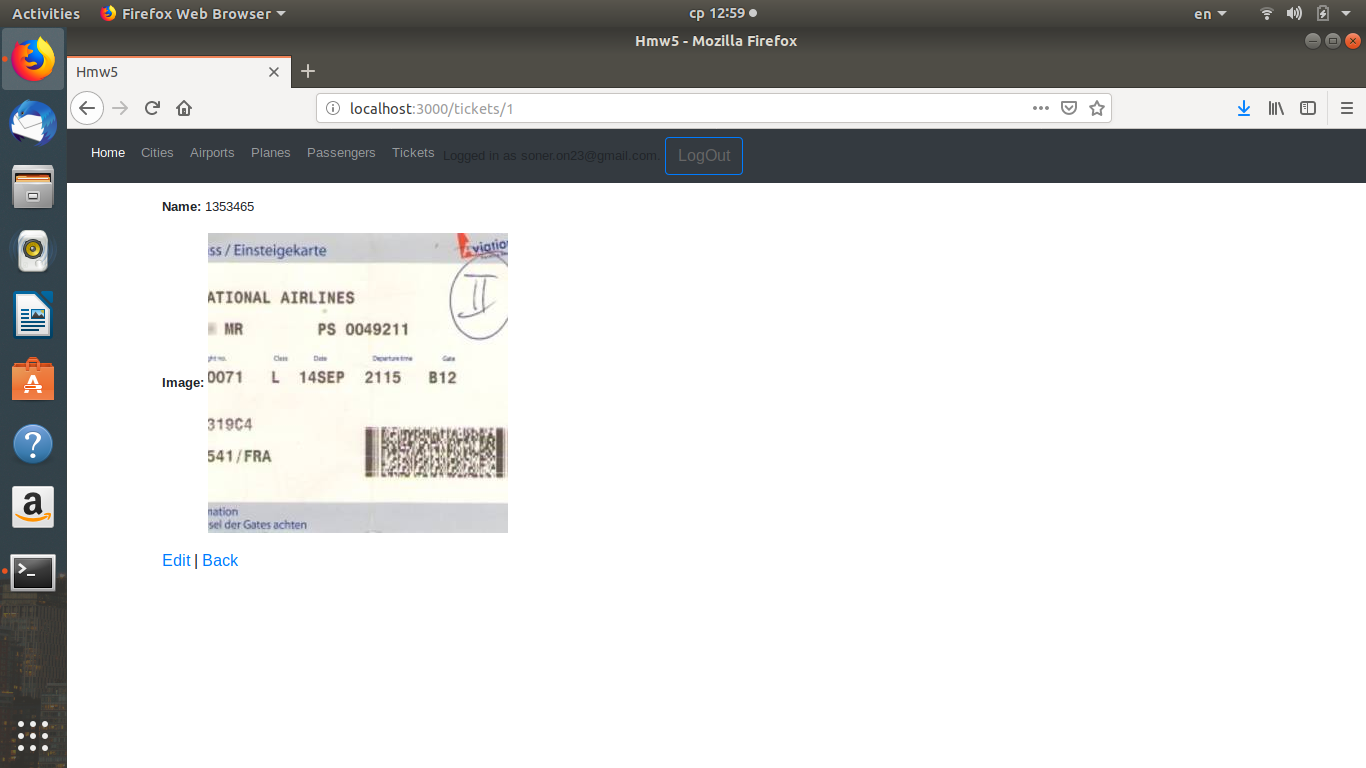 Activities Firefox Web Browser ср 12:59 en
Hmw5 - Mozilla Firefox
Hmw5
localhost:3000/tickets/1
Home Cities Airports Planes Passengers Tickets Logged in as soner.on23@gmail.com. LogOut
Name: 1353465
ss / Einsteigekarte Aviatio
ATIONAL AIRLINES II
MR PS 0049211
ght no. Class Date Departure time Gate
0071 L 14SEP 2115 B12
Image:
319C4
541/FRA
mation
sel der Gates achten
Edit | Back